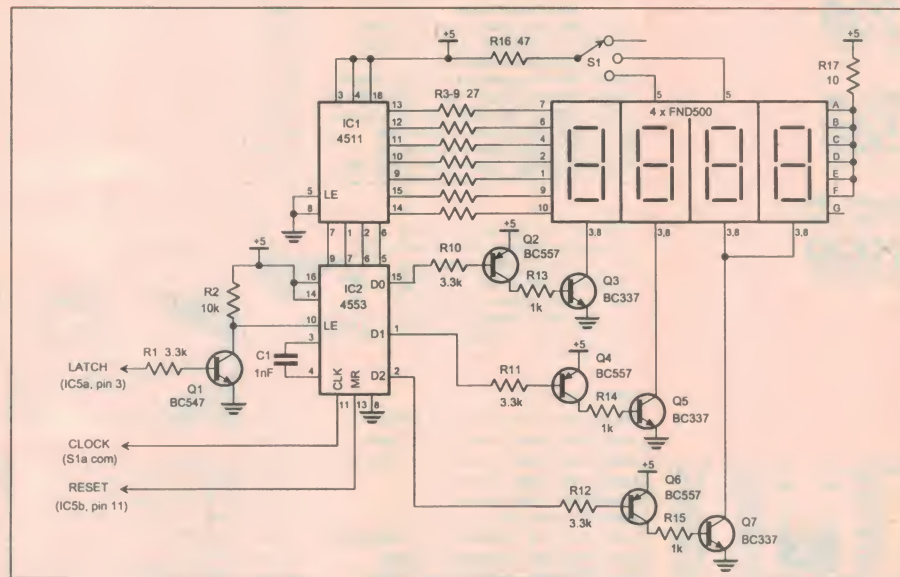 +5
R16 47
S1
+5
R17
10
3 4 16
IC1
4511
R3-9 27
4 x FND500
5 5
13 7 A
12 6 B
11 4 C
10 2 D
9 1 E
15 9 F
14 10 G
5 LE
8
7 1 2 6
3,8 3,8 3,8 3,8
+5
9 7 6 5
R2
10k
16
14
IC2
4553
D0 15
R10
3.3k
+5
Q2
BC557
R13
1k
Q3
BC337
10 LE
D1 1
R11
3.3k
+5
Q4
BC557
R14
1k
Q5
BC337
C1
1nF
3
4
D2 2
CLK MR
11 13 8
LATCH
(IC5a, pin 3)
R1 3.3k
Q1
BC547
CLOCK
(S1a com)
RESET
(IC5b, pin 11)
R12
3.3k
+5
Q6
BC557
R15
1k
Q7
BC337